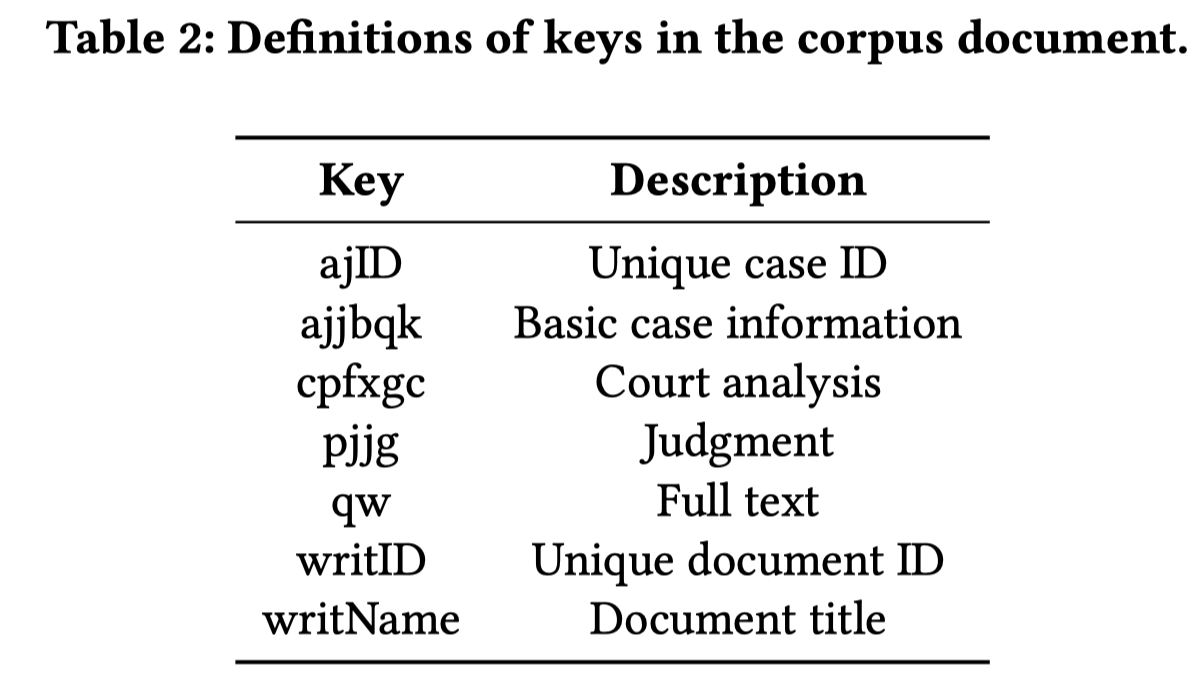 Table 2: Definitions of keys in the corpus document.
Key Description
ajID Unique case ID
ajjbqk Basic case information
cpfxgc Court analysis
pjjg Judgment
qw Full text
writID Unique document ID
writName Document title